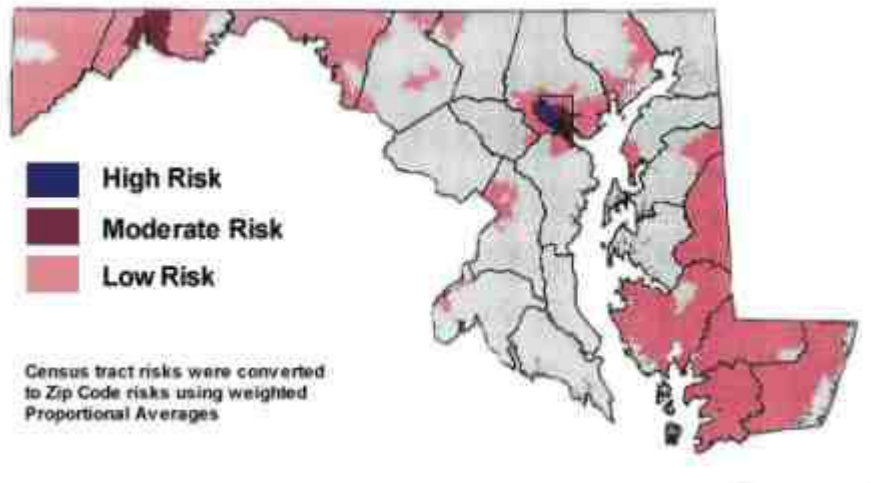 High Risk
Moderate Risk
Low Risk
Census tract risks were converted
to Zip Code risks using weighted
Proportional Averages